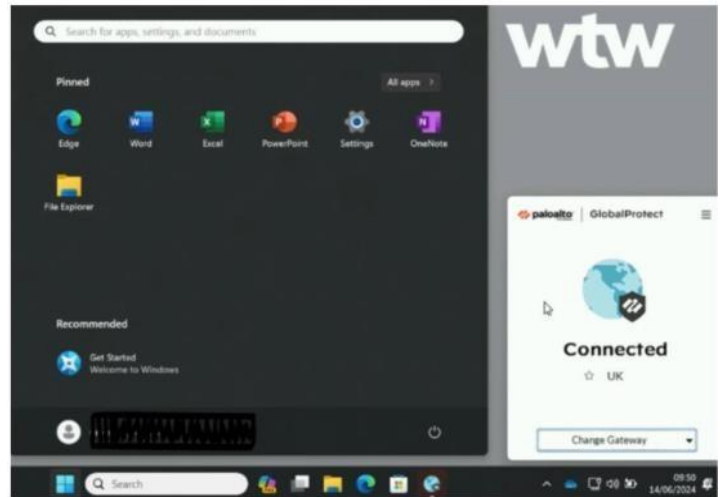 Search for apps, settings, and documents
wtw
Pinned
All apps >
Edge
Word
Excel
PowerPoint
Settings
OneNote
File Explorer
paloalto | GlobalProtect
Connected
UK
Recommended
Get Started
Welcome to Windows
Change Gateway
Search
09:50
14/06/2024